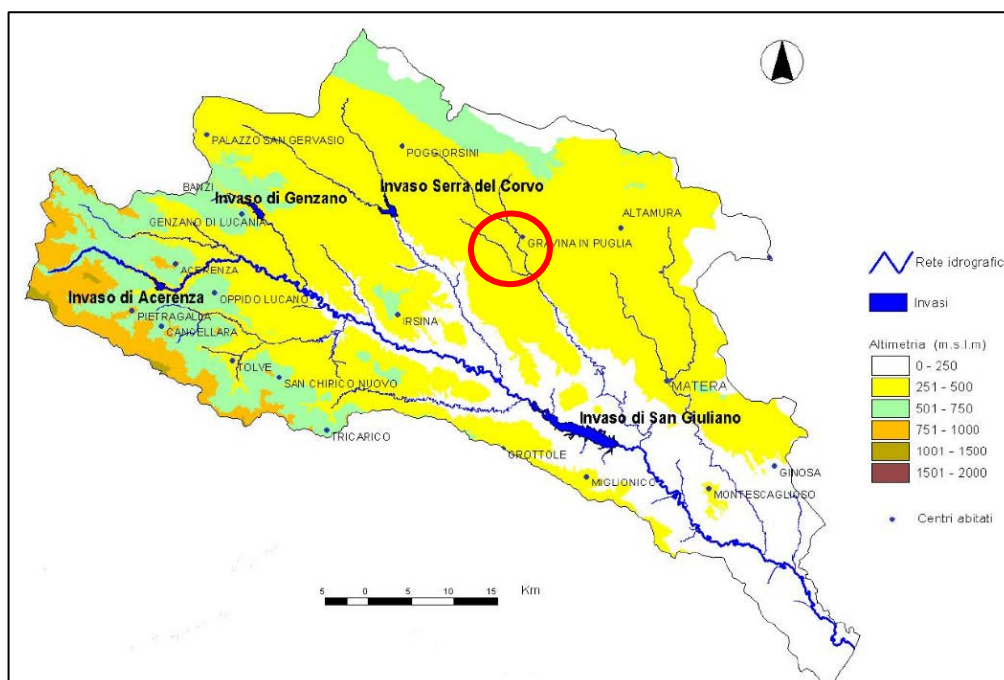 PALAZZO SAN GERVASIO
POGGIORSINI
BANZI
Invaso di Genzano
Invaso Serra del Corvo
GENZANO DI LUCANIA
ALTAMURA
GRAVINA IN PUGLIA
ACERENZA
Invaso di Acerenza
OPPIDO LUCANO
PIETRAGALLA
CANCELLARA
IRSINA
TOLVE
SAN CHIRICO NUOVO
MATERA
Invaso di San Giuliano
TRICARICO
GROTTOLE
GINOSA
MIGLIONICO
MONTESCAGLIOSO
Rete idrografic
Invasi
Altimetria (m.s.l.m)
0 - 250
251 - 500
501 - 750
751 - 1000
1001 - 1500
1501 - 2000
Centri abitati
5 0 5 10 15 Km